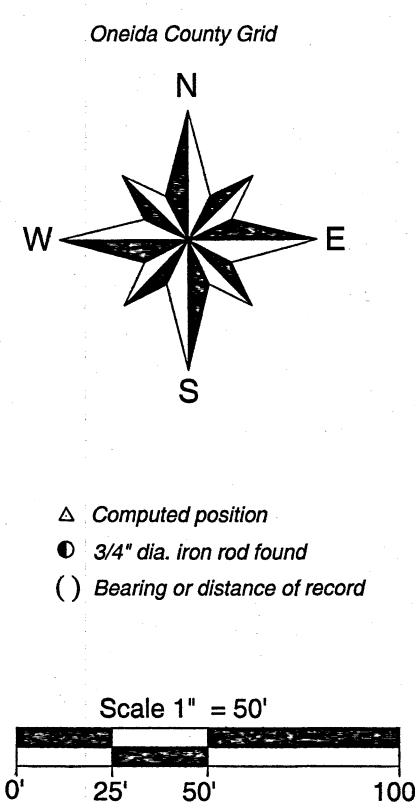 Oneida County Grid
N
W E
S
△ Computed position
◐ 3/4" dia. iron rod found
( ) Bearing or distance of record
Scale 1" = 50'
0' 25' 50' 100